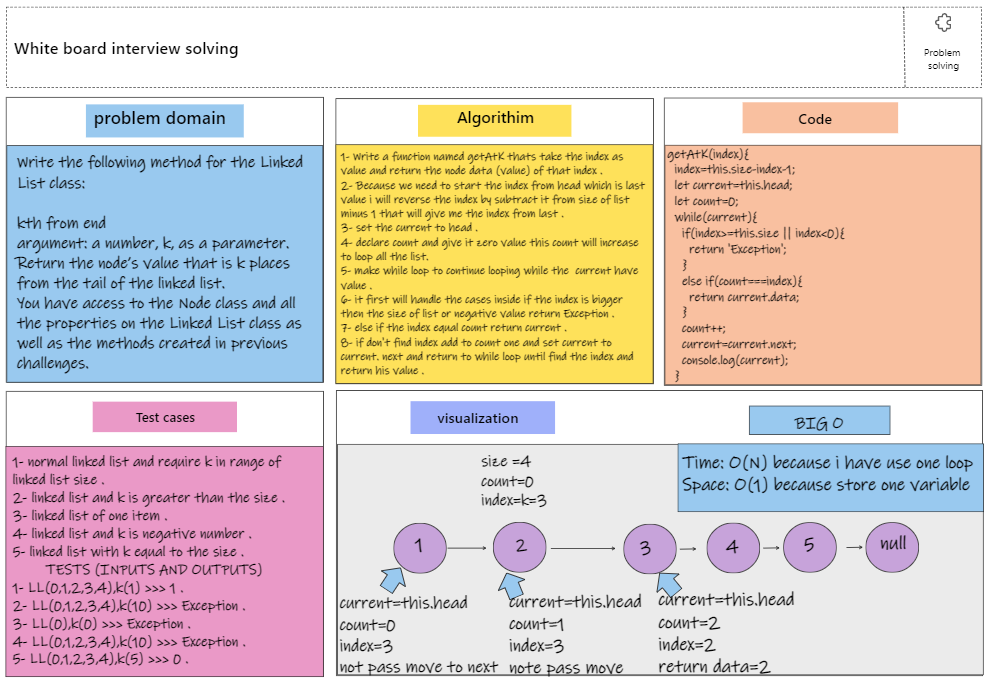 White board interview solving
Problem
solving
problem domain
Write the following method for the Linked
List class:
kth from end
argument: a number, k, as a parameter.
Return the node's value that is k places
from the tail of the linked list.
You have access to the Node class and all
the properties on the Linked List class as
well as the methods created in previous
challenges.
Algorithim
1- Write a function named getAtK thats take the index as
value and return the node data (value) of that index .
2- Because we need to start the index from head which is last
value i will reverse the index by subtract it from size of list
minus 1 that will give me the index from last .
3- set the current to head .
4- declare count and give it zero value this count will increase
to loop all the list.
5- make while loop to continue looping while the current have
value .
6- it first will handle the cases inside if the index is bigger
then the size of list or negative value return Exception .
7- else if the index equal count return current .
8- if don't find index add to count one and set current to
current. next and return to while loop until find the index and
return his value .
Code
getAtK(index){
index=this.size-index-1;
let current=this.head;
let count=0;
while(current){
if(index>=this.size || index<0){
return 'Exception';
}
else if(count===index){
return current.data;
}
count++;
current=current.next;
console.log(current);
}
Test cases
1- normal linked list and require k in range of
linked list size .
2- linked list and k is greater than the size .
3- linked list of one item .
4- linked list and k is negative number .
5- linked list with k equal to the size .
TESTS (INPUTS AND OUTPUTS)
1- LL(0,1,2,3,4),k(1) >>> 1 .
2- LL(0,1,2,3,4),k(10) >>> Exception .
3- LL(0),k(0) >>> Exception .
4- LL(0,1,2,3,4),k(10) >>> Exception .
5- LL(0,1,2,3,4),k(5) >>> 0 .
visualization
BIG O
Time: O(N) because i have use one loop
Space: O(1) because store one variable
size =4
count=0
index=k=3
1
2
3
4
5
null
current=this.head
count=0
index=3
not pass move to next
current=this.head
count=1
index=3
note pass move
current=this.head
count=2
index=2
return data=2